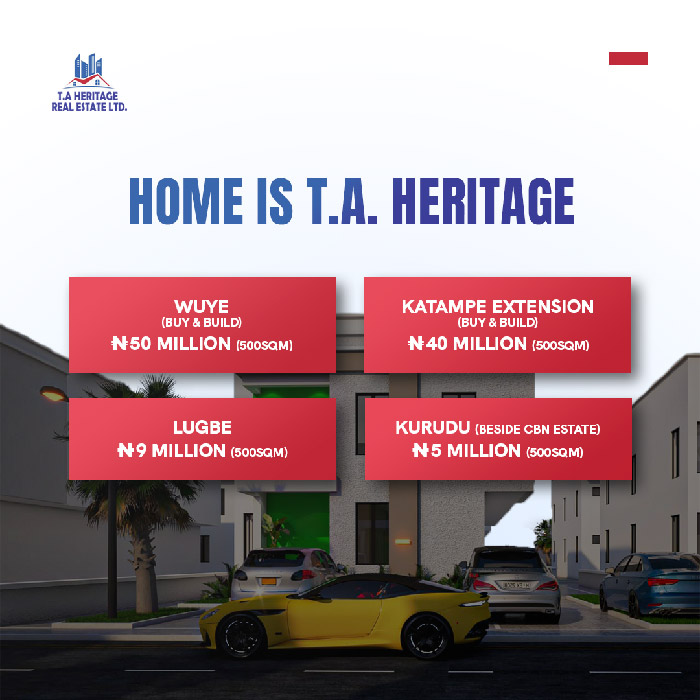 T.A HERITAGE
REAL ESTATE LTD.
HOME IS T.A. HERITAGE
WUYE
(BUY & BUILD)
₦50 MILLION (500SQM)
KATAMPE EXTENSION
(BUY & BUILD)
₦40 MILLION (500SQM)
LUGBE
₦9 MILLION (500SQM)
KURUDU (BESIDE CBN ESTATE)
₦5 MILLION (500SQM)